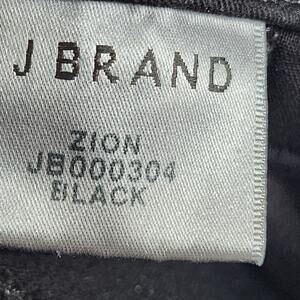 J BRAND
ZION
JB000304
BLACK